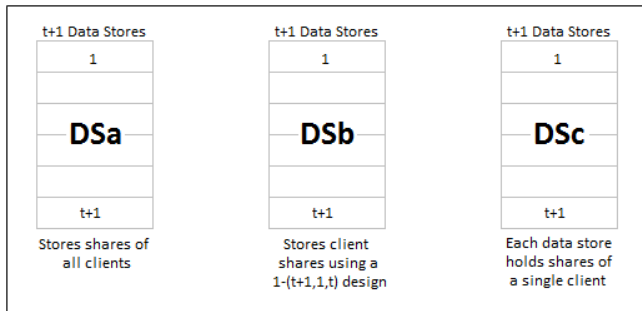 t+1 Data Stores
1
DSa
t+1
Stores shares of
all clients
t+1 Data Stores
1
DSb
t+1
Stores client
shares using a
1-(t+1,1,t) design
t+1 Data Stores
1
DSc
t+1
Each data store
holds shares of
a single client